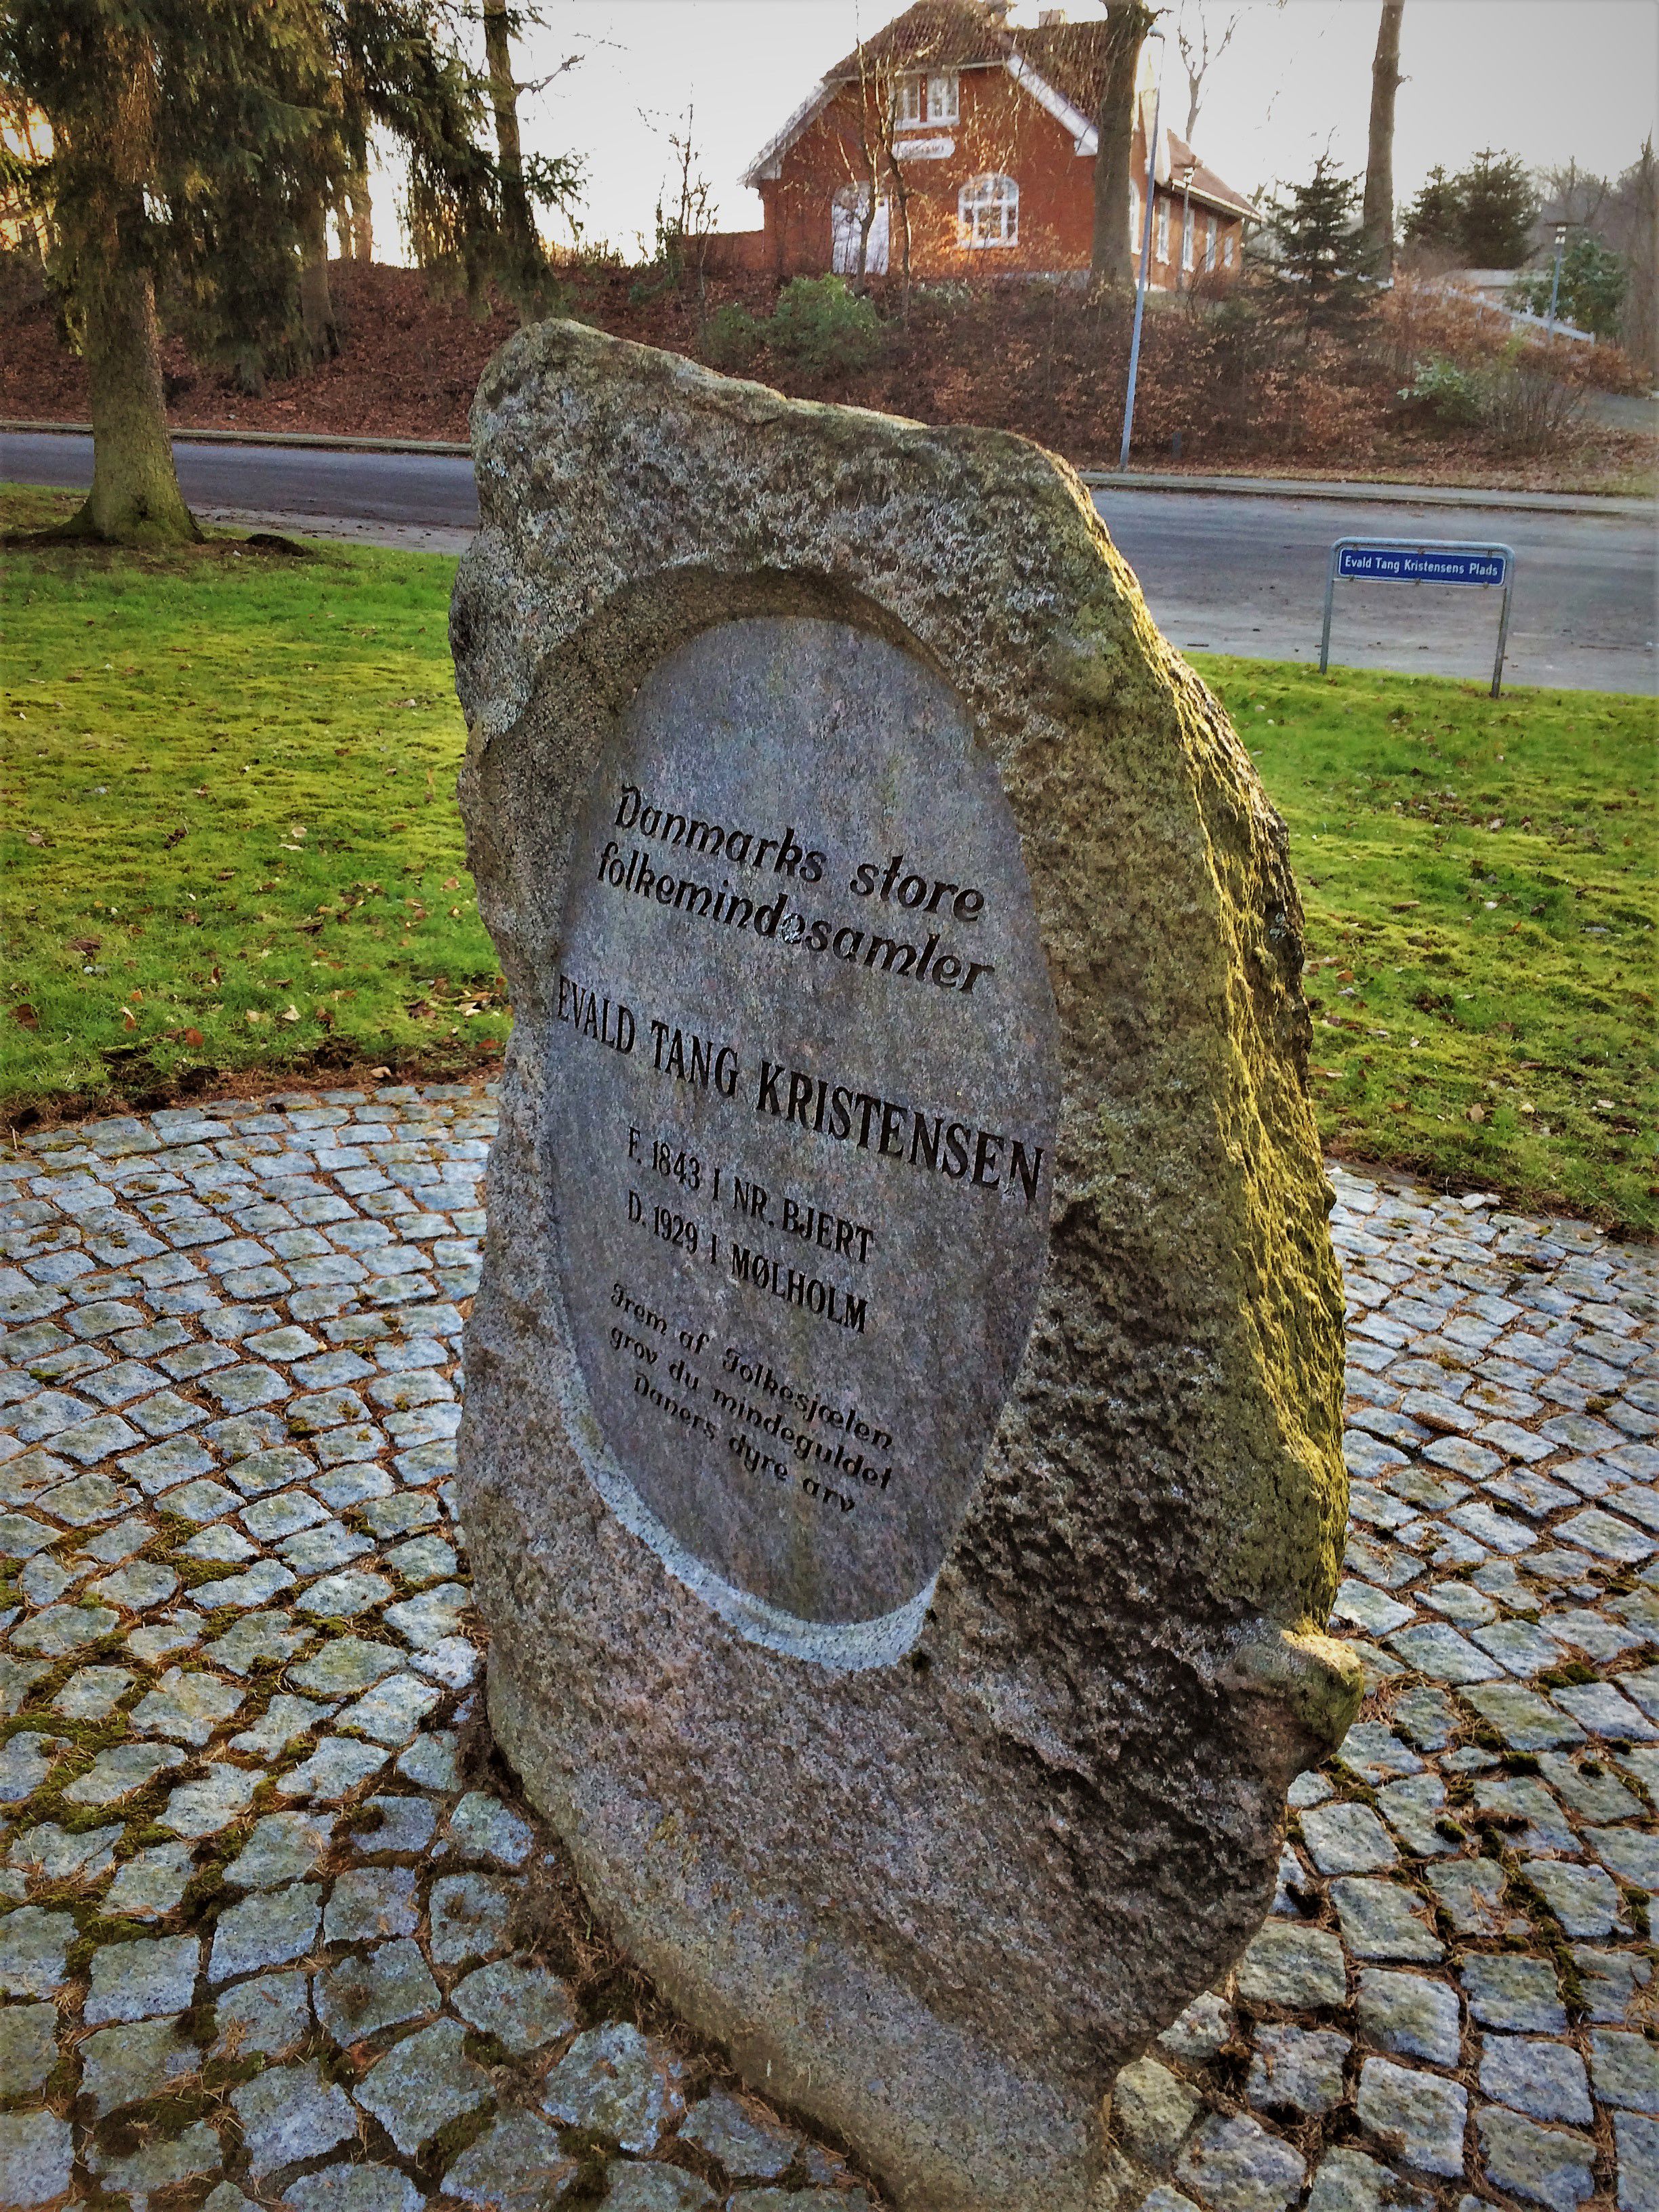 Evald Tang Kristensens Plads
Danmarks store
folkemindesamler
EVALD TANG KRISTENSEN
F. 1843 I NR. BJERT
D. 1929 I MØLHOLM
Frem af Folkesjælen
grov du mindeguldet
Daners dyre arv